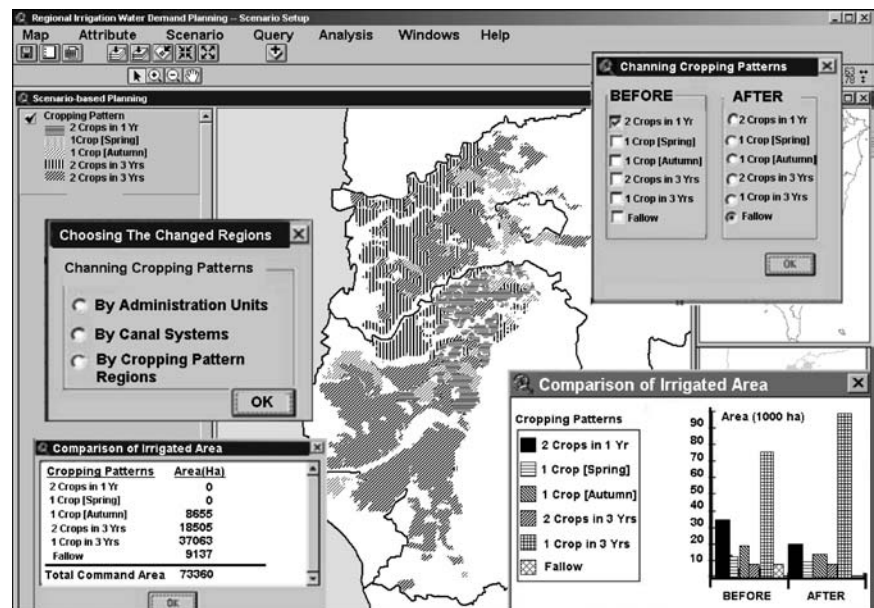 Regional Irrigation Water Demand Planning -- Scenario Setup
Map Attribute Scenario Query Analysis Windows Help
Scenario-based Planning
Cropping Pattern
2 Crops in 1 Yr
1Crop [Spring]
1 Crop [Autumn]
2 Crops in 3 Yrs
2 Crops in 3 Yrs
Channing Cropping Patterns
BEFORE AFTER
2 Crops in 1 Yr 2 Crops in 1 Yr
1 Crop [Spring] 1 Crop [Spring]
1 Crop [Autumn] 1 Crop [Autumn]
2 Crops in 3 Yrs 2 Crops in 3 Yrs
1 Crop in 3 Yrs 1 Crop in 3 Yrs
Fallow Fallow
OK
Choosing The Changed Regions
Channing Cropping Patterns
By Administration Units
By Canal Systems
By Cropping Pattern
Regions
OK
Comparison of Irrigated Area
Cropping Patterns Area(Ha)
2 Crops in 1 Yr 0
1 Crop [Spring] 0
1 Crop [Autumn] 8655
2 Crops in 3 Yrs 18505
1 Crop in 3 Yrs 37063
Fallow 9137
Total Command Area 73360
OK
Comparison of Irrigated Area
Cropping Patterns
2 Crops in 1 Yr
1 Crop [Spring]
1 Crop [Autumn]
2 Crops in 3 Yrs
1 Crop in 3 Yrs
Fallow
Area (1000 ha)
90
80
70
60
50
40
30
20
10
BEFORE AFTER